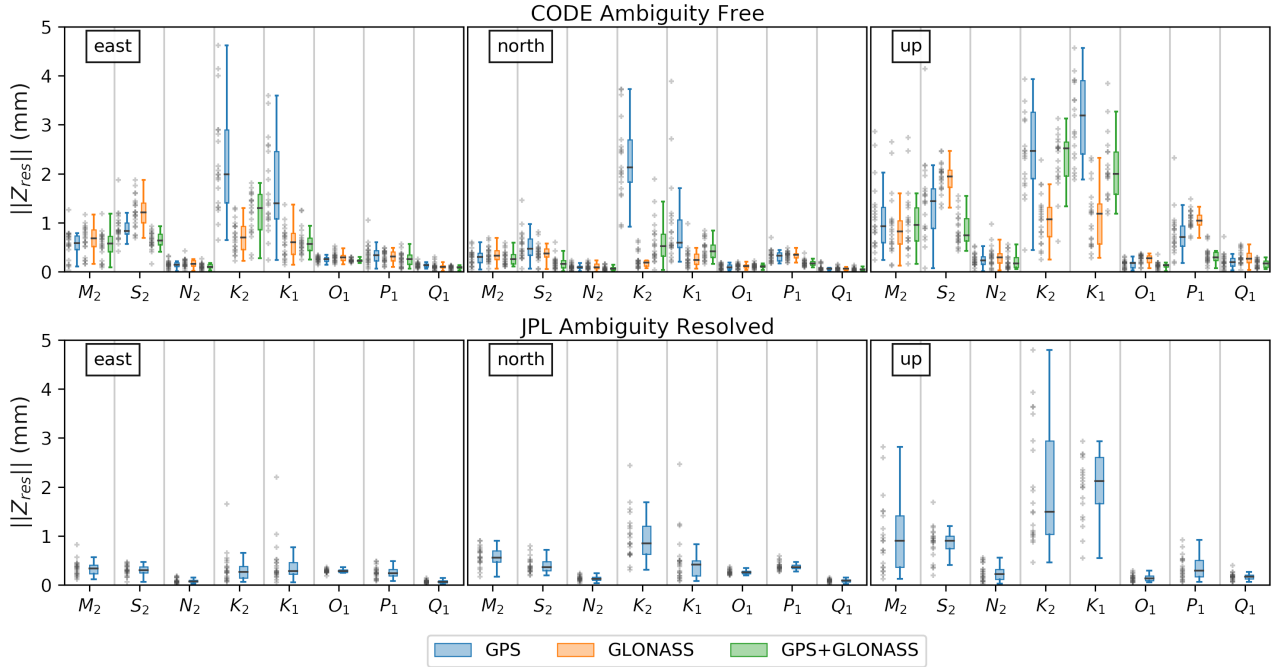 CODE Ambiguity Free
||Z_res|| (mm)
5
4
3
2
1
0
east
north
up
M₂ S₂ N₂ K₂ K₁ O₁ P₁ Q₁
M₂ S₂ N₂ K₂ K₁ O₁ P₁ Q₁
M₂ S₂ N₂ K₂ K₁ O₁ P₁ Q₁
JPL Ambiguity Resolved
||Z_res|| (mm)
5
4
3
2
1
0
east
north
up
M₂ S₂ N₂ K₂ K₁ O₁ P₁ Q₁
M₂ S₂ N₂ K₂ K₁ O₁ P₁ Q₁
M₂ S₂ N₂ K₂ K₁ O₁ P₁ Q₁
GPS GLONASS GPS+GLONASS